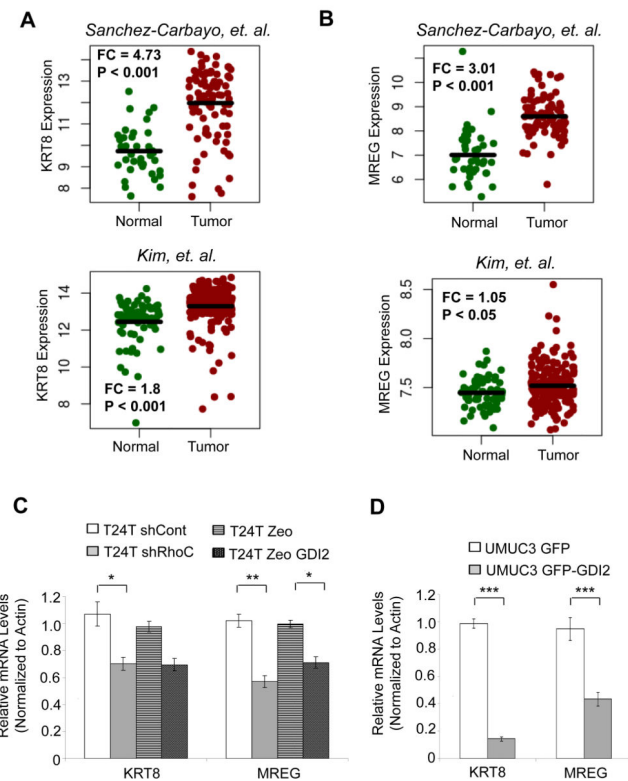 A
Sanchez-Carbayo, et. al.
FC = 4.73
P < 0.001
KRT8 Expression
13
12
11
10
9
8
Normal
Tumor
Kim, et. al.
KRT8 Expression
14
13
12
10
8
FC = 1.8
P < 0.001
Normal
Tumor
B
Sanchez-Carbayo, et. al.
FC = 3.01
P < 0.001
MREG Expression
10
9
8
7
6
Normal
Tumor
Kim, et. al.
FC = 1.05
P < 0.05
MREG Expression
8.5
8.0
7.5
Normal
Tumor
C
T24T shCont
T24T Zeo
T24T shRhoC
T24T Zeo GDI2
Relative mRNA Levels
(Normalized to Actin)
1.2
1.0
0.8
0.6
0.4
0.2
0
*
**
*
KRT8
MREG
D
UMUC3 GFP
UMUC3 GFP-GDI2
Relative mRNA Levels
(Normalized to Actin)
1.2
1.0
0.8
0.6
0.4
0.2
0
***
***
KRT8
MREG